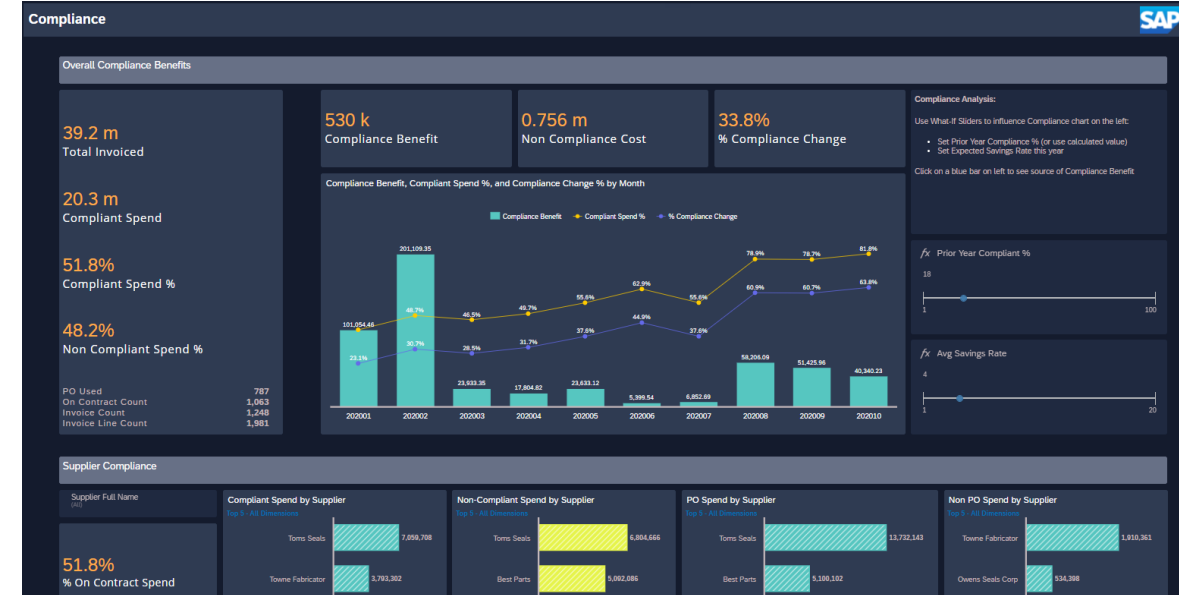 Compliance
SAP
Overall Compliance Benefits
39.2 m
Total Invoiced
20.3 m
Compliant Spend
51.8%
Compliant Spend %
48.2%
Non Compliant Spend %
PO Used 787
On Contract Count 1,063
Invoice Count 1,248
Invoice Line Count 1,981
530 k
Compliance Benefit
0.756 m
Non Compliance Cost
33.8%
% Compliance Change
Compliance Benefit, Compliant Spend %, and Compliance Change % by Month
Compliance Benefit Compliant Spend % % Compliance Change
101,054.46 201,109.35 23,933.35 17,804.82 23,633.12 5,399.54 6,852.69 58,206.09 51,425.96 40,340.23
48.7% 46.5% 49.7% 55.6% 62.9% 55.6% 78.9% 78.7% 81.8%
23.1% 30.7% 28.5% 31.7% 37.6% 44.9% 37.6% 60.9% 60.7% 63.8%
202001 202002 202003 202004 202005 202006 202007 202008 202009 202010
Compliance Analysis:
Use What-If Sliders to influence Compliance chart on the left:
• Set Prior Year Compliance % (or use calculated value)
• Set Expected Savings Rate this year
Click on a blue bar on left to see source of Compliance Benefit
fx Prior Year Compliant %
18
1 100
fx Avg Savings Rate
4
1 20
Supplier Compliance
Supplier Full Name
(All)
51.8%
% On Contract Spend
Compliant Spend by Supplier
Top 5 - All Dimensions
Toms Seals 7,059,708
Towne Fabricator 3,793,302
Non-Compliant Spend by Supplier
Top 5 - All Dimensions
Toms Seals 6,804,666
Best Parts 5,092,086
PO Spend by Supplier
Top 5 - All Dimensions
Toms Seals 13,732,143
Best Parts 5,100,102
Non PO Spend by Supplier
Top 5 - All Dimensions
Towne Fabricator 1,910,361
Owens Seals Corp 534,398